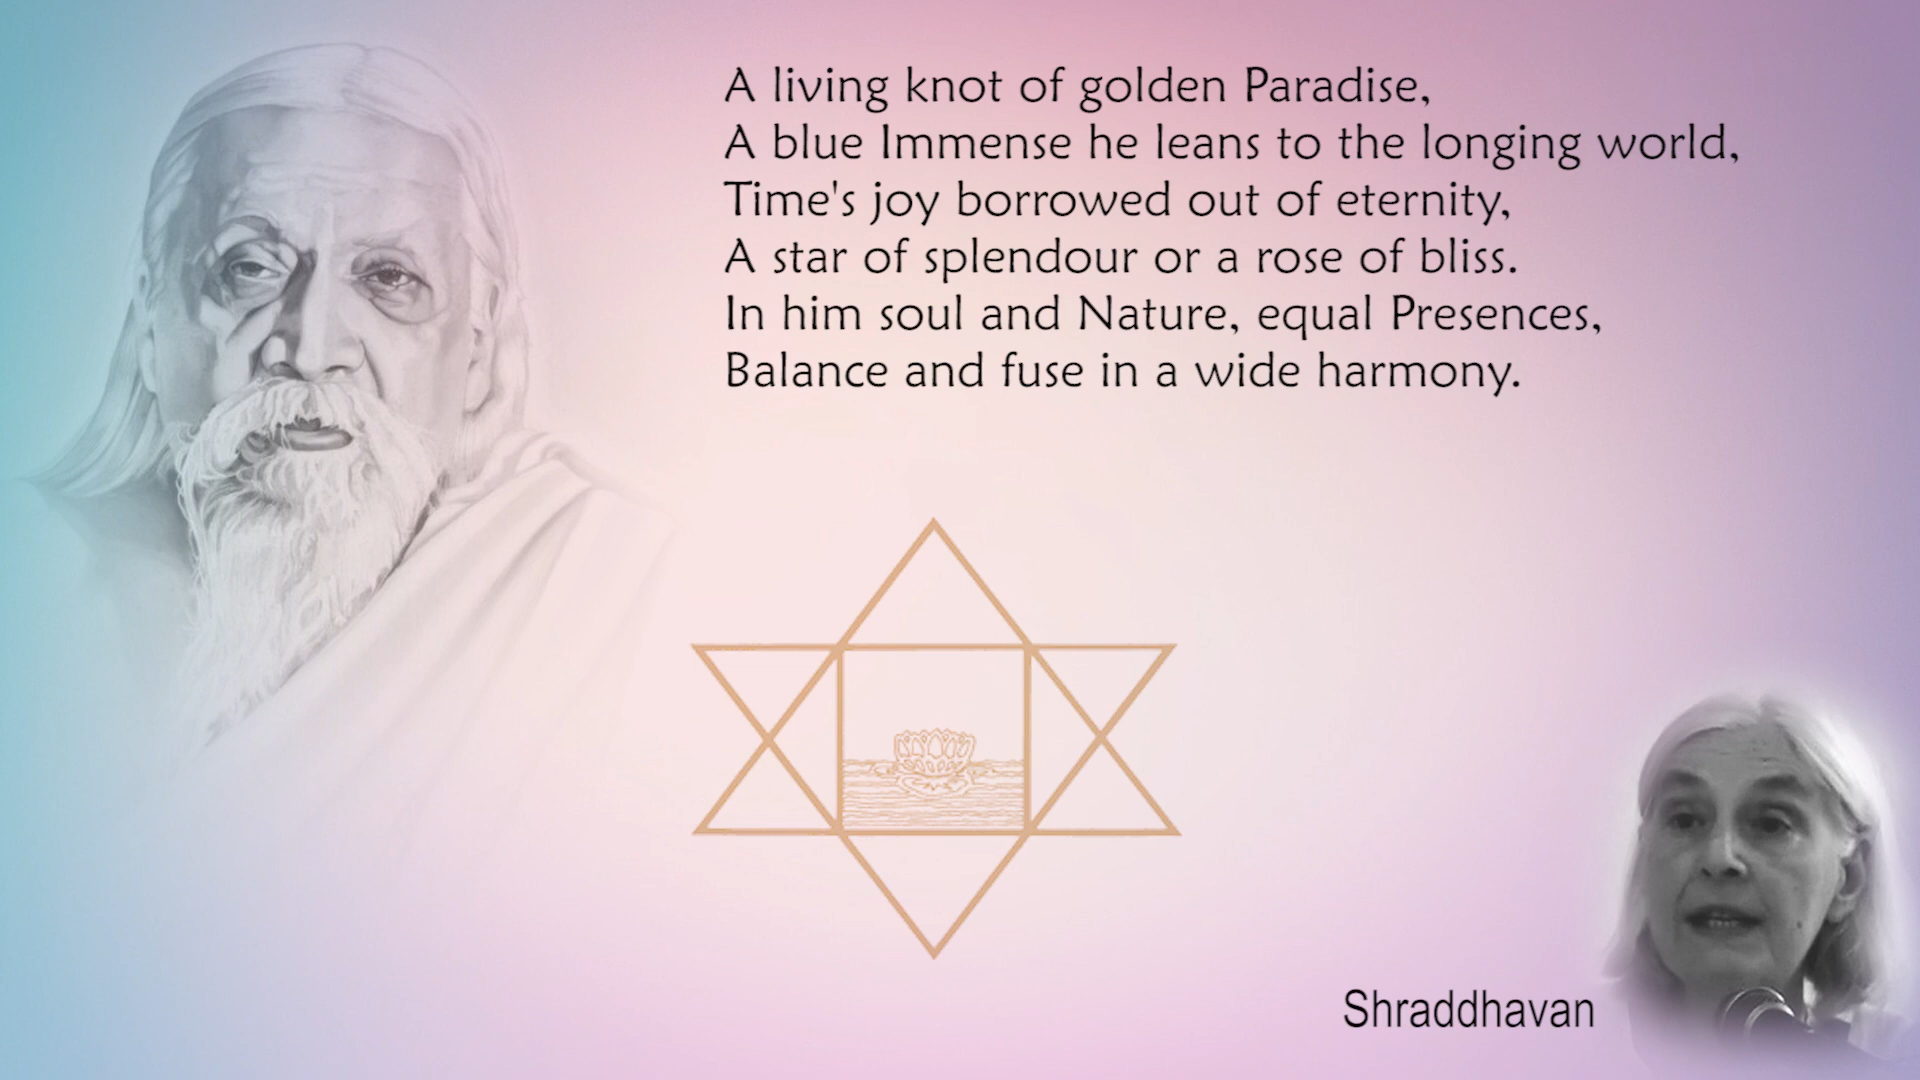 A living knot of golden Paradise,
A blue Immense he leans to the longing world,
Time's joy borrowed out of eternity,
A star of splendour or a rose of bliss.
In him soul and Nature, equal Presences,
Balance and fuse in a wide harmony.
Shraddhavan